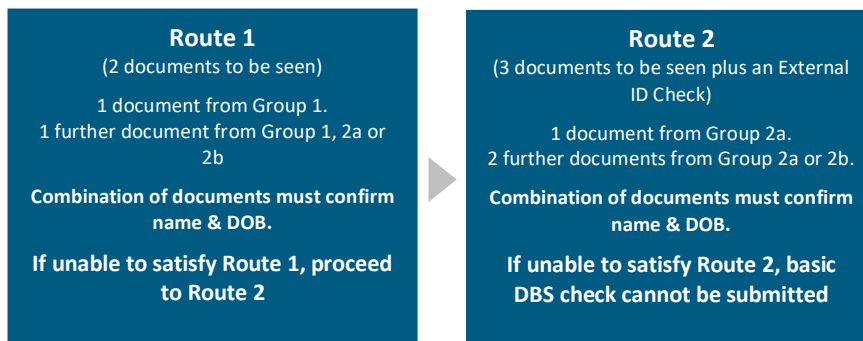 Route 1
(2 documents to be seen)
1 document from Group 1.
1 further document from Group 1, 2a or
2b
Combination of documents must confirm
name & DOB.
If unable to satisfy Route 1, proceed
to Route 2
Route 2
(3 documents to be seen plus an External
ID Check)
1 document from Group 2a.
2 further documents from Group 2a or 2b.
Combination of documents must confirm
name & DOB.
If unable to satisfy Route 2, basic
DBS check cannot be submitted